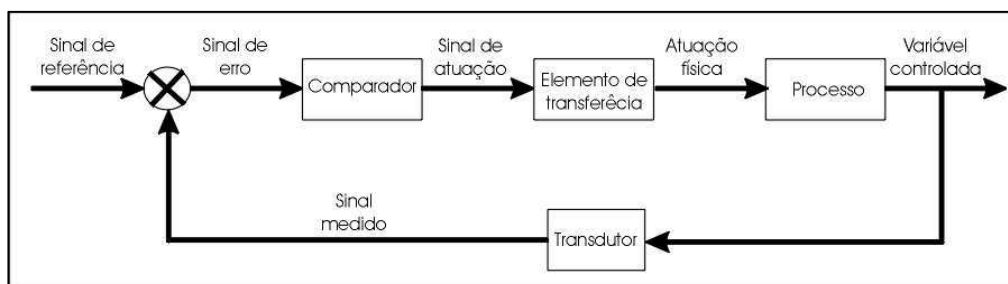 Sinal de
referência
Sinal de
erro
Comparador
Sinal de
atuação
Elemento de
transferêcia
Atuação
física
Processo
Variável
controlada
Sinal
medido
Transdutor